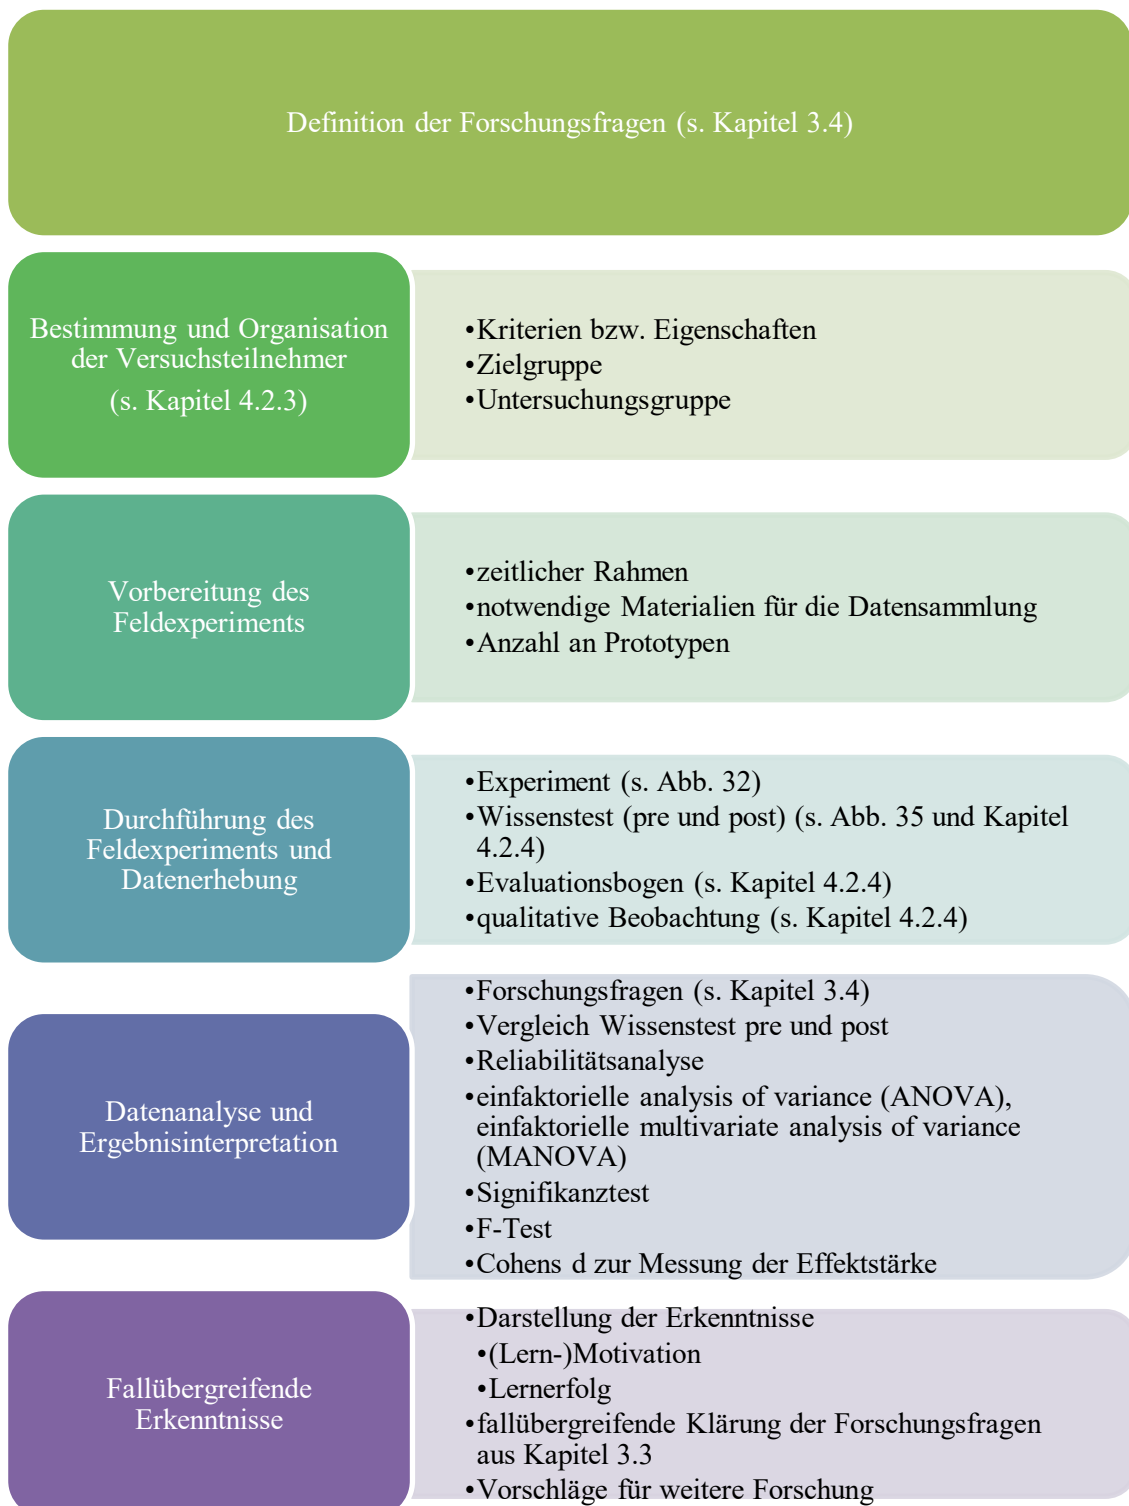 Definition der Forschungsfragen (s. Kapitel 3.4)
Bestimmung und Organisation
der Versuchsteilnehmer
(s. Kapitel 4.2.3)
•Kriterien bzw. Eigenschaften
•Zielgruppe
•Untersuchungsgruppe
Vorbereitung des
Feldexperiments
•zeitlicher Rahmen
•notwendige Materialien für die Datensammlung
•Anzahl an Prototypen
Durchführung des
Feldexperiments und
Datenerhebung
•Experiment (s. Abb. 32)
•Wissenstest (pre und post) (s. Abb. 35 und Kapitel
4.2.4)
•Evaluationsbogen (s. Kapitel 4.2.4)
•qualitative Beobachtung (s. Kapitel 4.2.4)
Datenanalyse und
Ergebnisinterpretation
•Forschungsfragen (s. Kapitel 3.4)
•Vergleich Wissenstest pre und post
•Reliabilitätsanalyse
•einfaktorielle analysis of variance (ANOVA),
einfaktorielle multivariate analysis of variance
(MANOVA)
•Signifikanztest
•F-Test
•Cohens d zur Messung der Effektstärke
Fallübergreifende
Erkenntnisse
•Darstellung der Erkenntnisse
•(Lern-)Motivation
•Lernerfolg
•fallübergreifende Klärung der Forschungsfragen
aus Kapitel 3.3
•Vorschläge für weitere Forschung